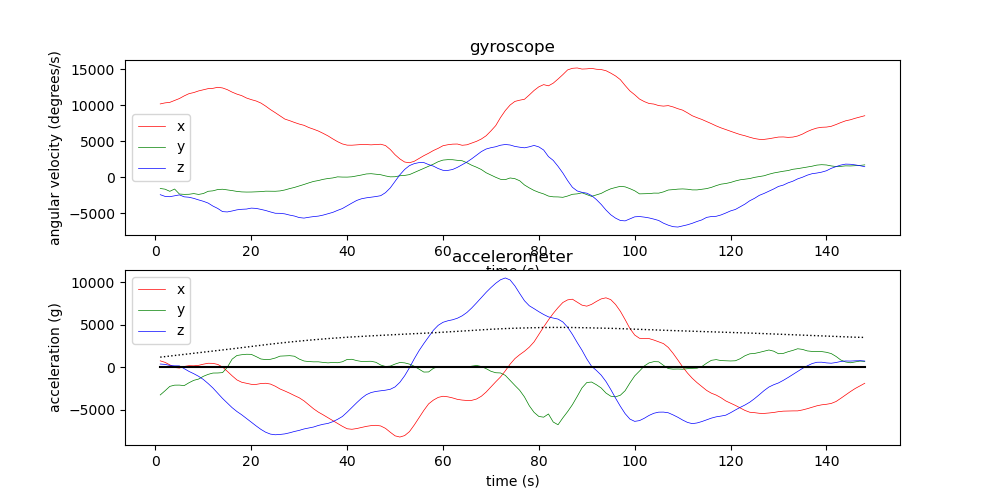 gyroscope
angular velocity (degrees/s)
15000
10000
5000
0
−5000
x
y
z
0 20 40 60 80 100 120 140
time (s)
accelerometer
acceleration (g)
10000
5000
0
−5000
x
y
z
0 20 40 60 80 100 120 140
time (s)